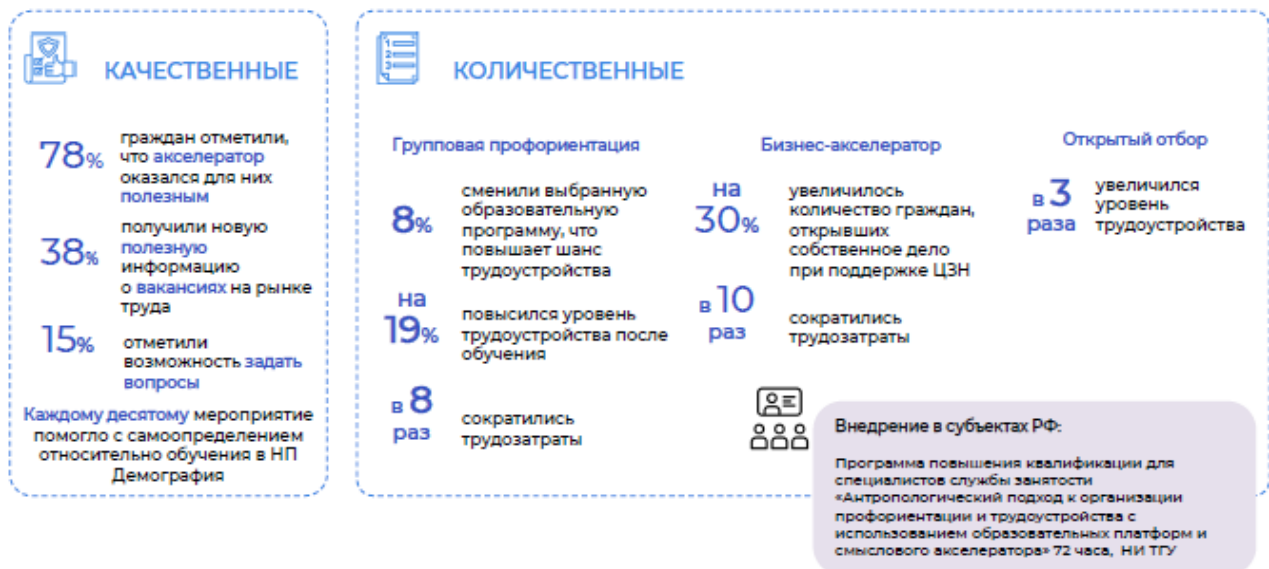 КАЧЕСТВЕННЫЕ
78%
граждан отметили,
что акселератор
оказался для них
полезным
38%
получили новую
полезную
информацию
о вакансиях на рынке
труда
15%
отметили
возможность задать
вопросы
Каждому десятому мероприятие
помогло с самоопределением
относительно обучения в НП
Демография
1
2
3
КОЛИЧЕСТВЕННЫЕ
Групповая профориентация
8%
сменили выбранную
образовательную
программу, что
повышает шанс
трудоустройства
на
19%
повысился уровень
трудоустройства после
обучения
в 8
раз
сократились
трудозатраты
Бизнес-акселератор
на
30%
увеличилось
количество граждан,
открывших
собственное дело
при поддержке ЦЗН
в 10
раз
сократились
трудозатраты
Открытый отбор
в 3
раза
увеличился
уровень
трудоустройства
Внедрение в субъектах РФ:
Программа повышения квалификации для
специалистов службы занятости
«Антропологический подход к организации
профориентации и трудоустройства с
использованием образовательных платформ и
смыслового акселератора» 72 часа, НИ ТГУ